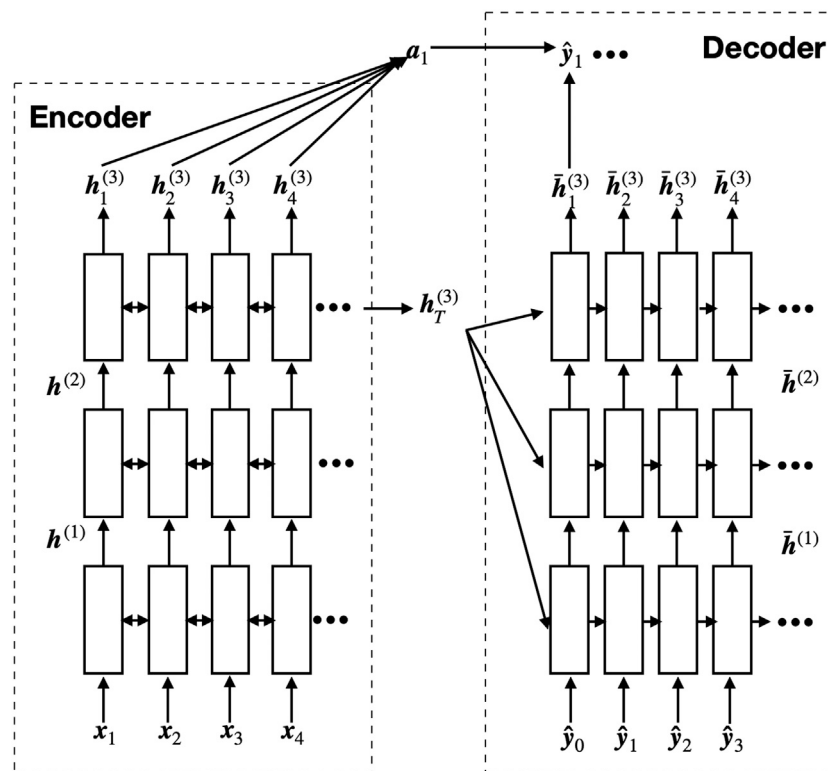 Decoder
a₁ ŷ₁ •••
Encoder
h₁⁽³⁾ h₂⁽³⁾ h₃⁽³⁾ h₄⁽³⁾ h̄₁⁽³⁾ h̄₂⁽³⁾ h̄₃⁽³⁾ h̄₄⁽³⁾
••• h_T⁽³⁾ •••
h⁽²⁾ h̄⁽²⁾
••• •••
h⁽¹⁾ h̄⁽¹⁾
••• •••
x₁ x₂ x₃ x₄ ŷ₀ ŷ₁ ŷ₂ ŷ₃